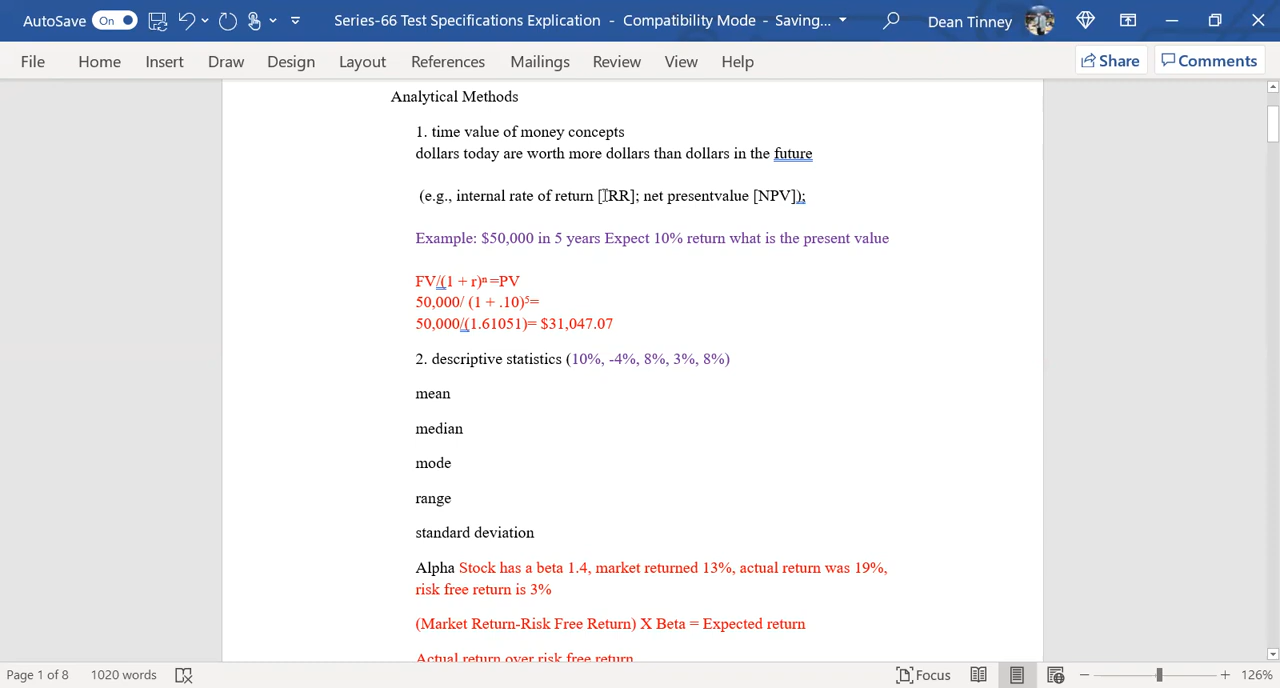 AutoSave On Series-66 Test Specifications Explication - Compatibility Mode - Saving... Dean Tinney
File Home Insert Draw Design Layout References Mailings Review View Help Share Comments
Analytical Methods
1. time value of money concepts
dollars today are worth more dollars than dollars in the future
(e.g., internal rate of return [IRR]; net presentvalue [NPV]);
Example: $50,000 in 5 years Expect 10% return what is the present value
FV/(1 + r)ⁿ =PV
50,000/ (1 + .10)⁵=
50,000/(1.61051)= $31,047.07
2. descriptive statistics (10%, -4%, 8%, 3%, 8%)
mean
median
mode
range
standard deviation
Alpha Stock has a beta 1.4, market returned 13%, actual return was 19%,
risk free return is 3%
(Market Return-Risk Free Return) X Beta = Expected return
Actual return over risk free return
Page 1 of 8 1020 words Focus 126%